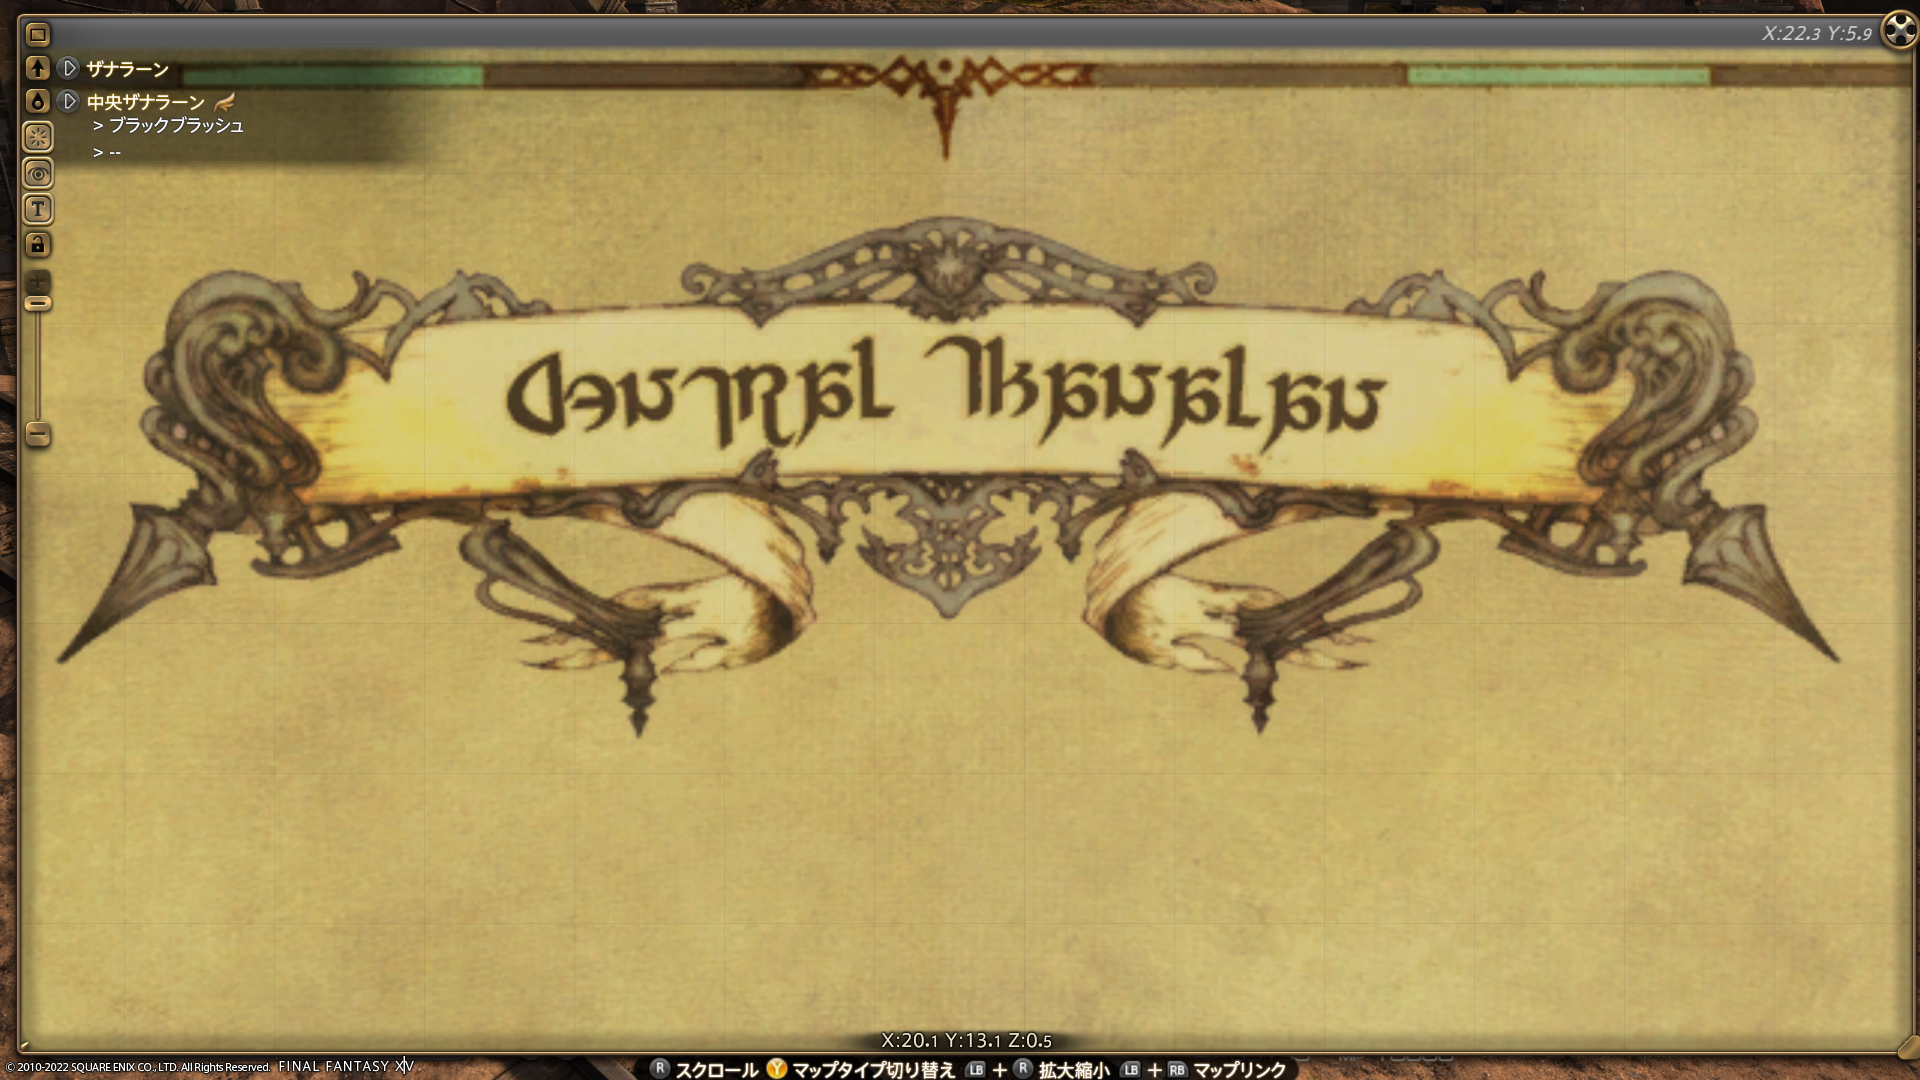 X:22.3 Y:5.9
ザナラーン
中央ザナラーン
> ブラックブラッシュ
> --
T
Central Thanalan
X:20.1 Y:13.1 Z:0.5
© 2010-2022 SQUARE ENIX CO., LTD. All Rights Reserved. FINAL FANTASY XIV
R スクロール Y マップタイプ切り替え LB + R 拡大縮小 LB + RB マップリンク